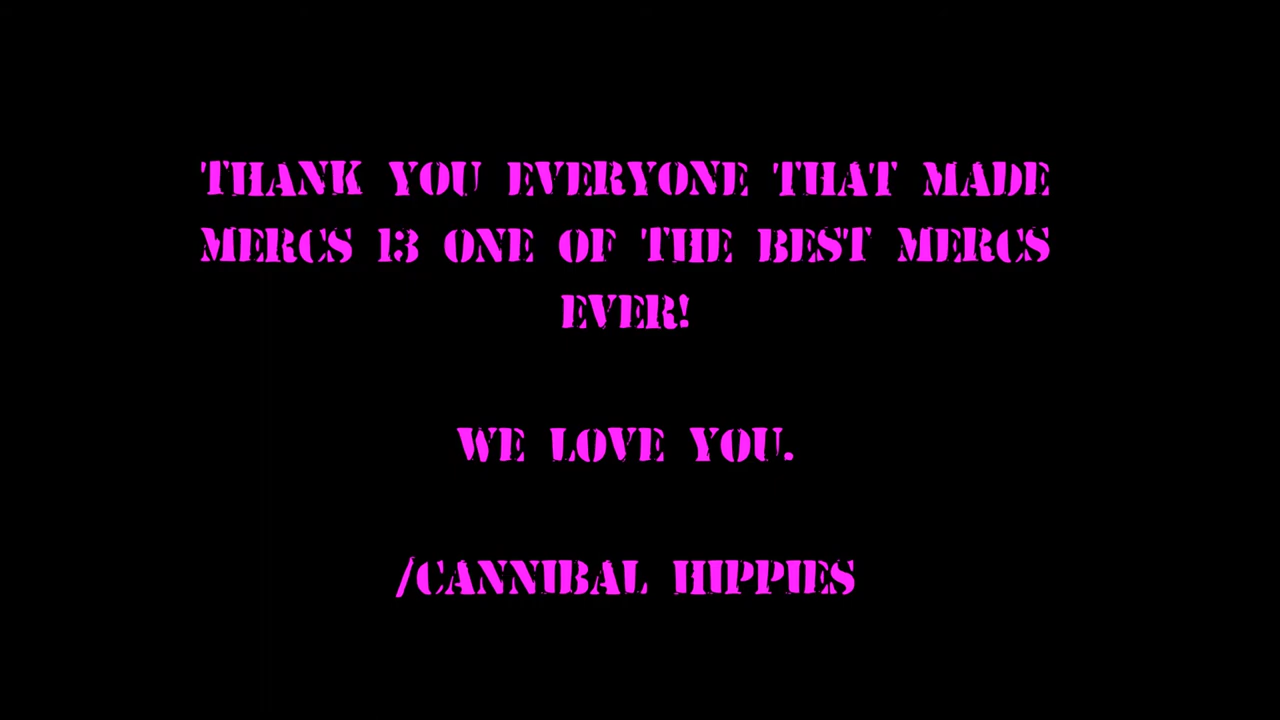 THANK YOU EVERYONE THAT MADE
MERCS 13 ONE OF THE BEST MERCS
EVER!
WE LOVE YOU.
/CANNIBAL HIPPIES